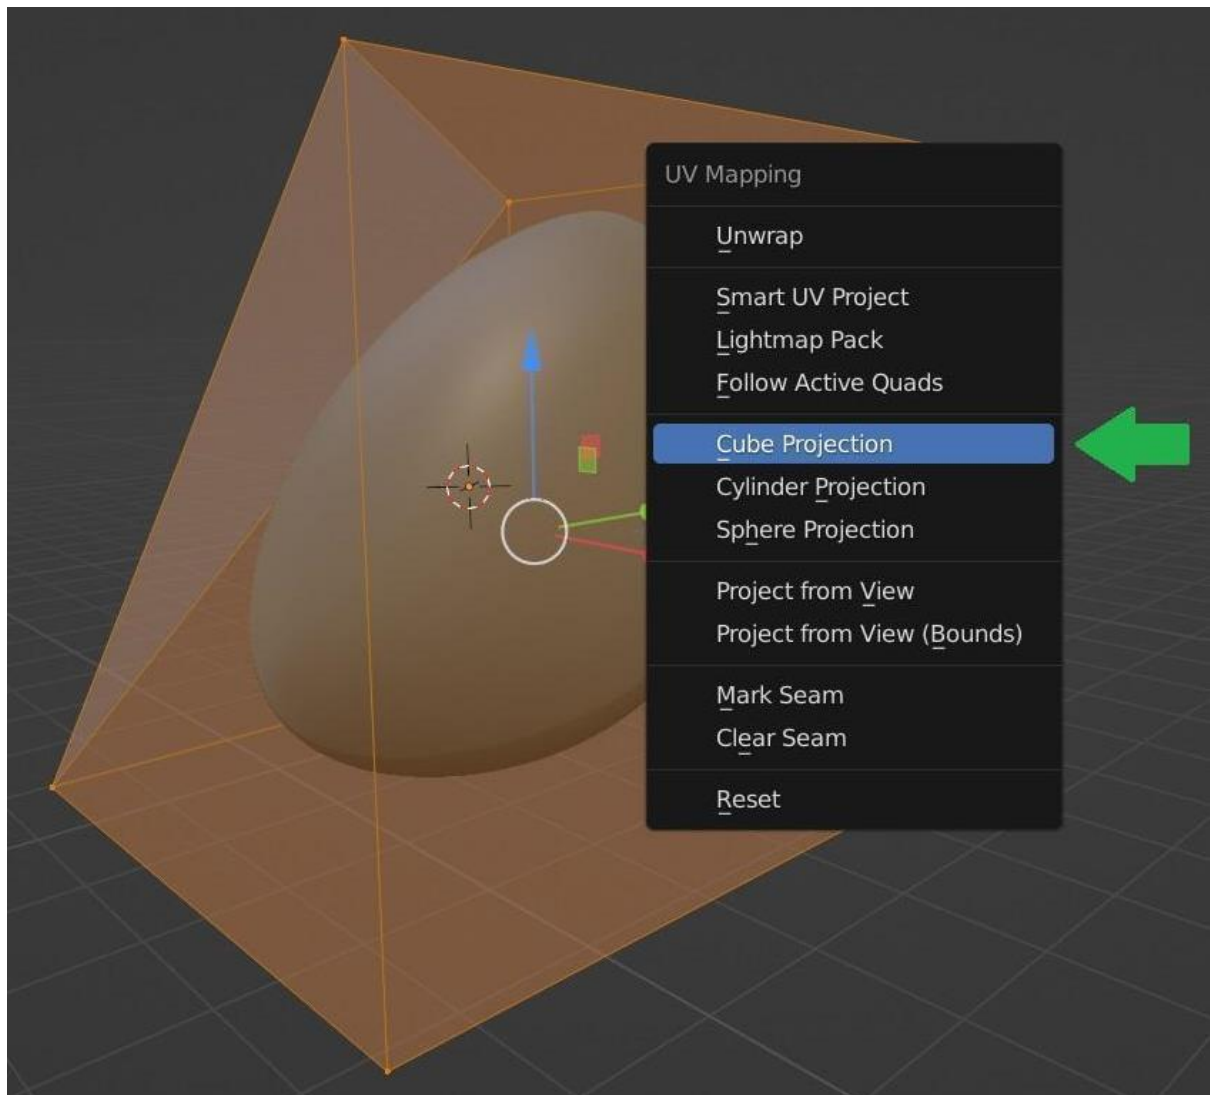 UV Mapping
Unwrap
Smart UV Project
Lightmap Pack
Follow Active Quads
Cube Projection
Cylinder Projection
Sphere Projection
Project from View
Project from View (Bounds)
Mark Seam
Clear Seam
Reset